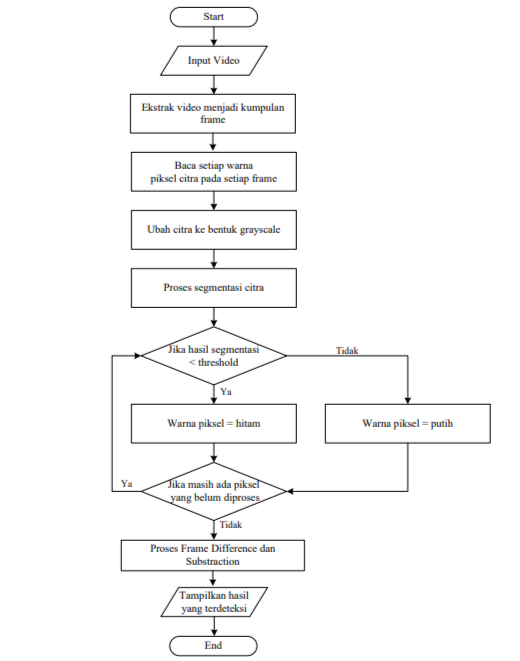 Start
Input Video
Ekstrak video menjadi kumpulan
frame
Baca setiap warna
piksel citra pada setiap frame
Ubah citra ke bentuk grayscale
Proses segmentasi citra
Jika hasil segmentasi
< threshold
Tidak
Ya
Warna piksel = hitam
Warna piksel = putih
Ya
Jika masih ada piksel
yang belum diproses
Tidak
Proses Frame Difference dan
Substraction
Tampilkan hasil
yang terdeteksi
End